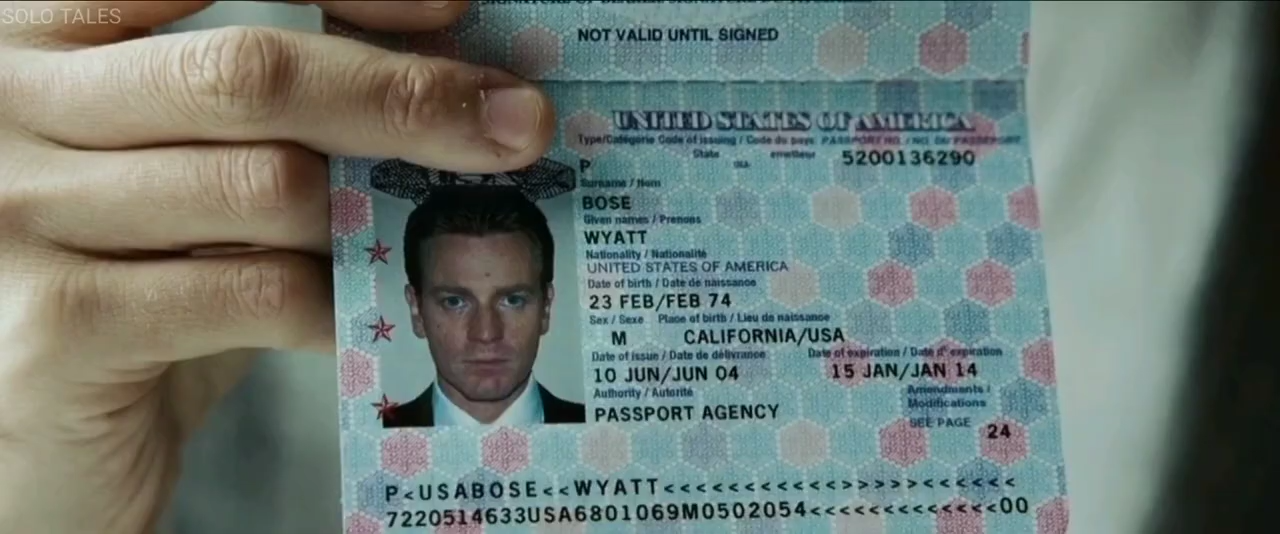 SOLO TALES
NOT VALID UNTIL SIGNED
UNITED STATES OF AMERICA
Type/Catégorie Code of issuing / Code du pays PASSPORT NO. / NO. DU PASSEPORT
State USA emetteur 5200136290
P
Surname / Nom
BOSE
Given names / Prenoms
WYATT
Nationality / Nationalité
UNITED STATES OF AMERICA
Date of birth / Date de naissance
23 FEB/FEB 74
Sex / Sexe Place of birth / Lieu de naissance
M CALIFORNIA/USA
Date of issue / Date de délivrance Date of expiration / Date d' expiration
10 JUN/JUN 04 15 JAN/JAN 14
Authority / Autorité Amendments /
Modifications
PASSPORT AGENCY SEE PAGE 24
P<USABOSE<<WYATT<<<<<<<<<<<<>>>>><<<<<<
7220514633USA6801069M0502054<<<<<<<<<<<<<<00